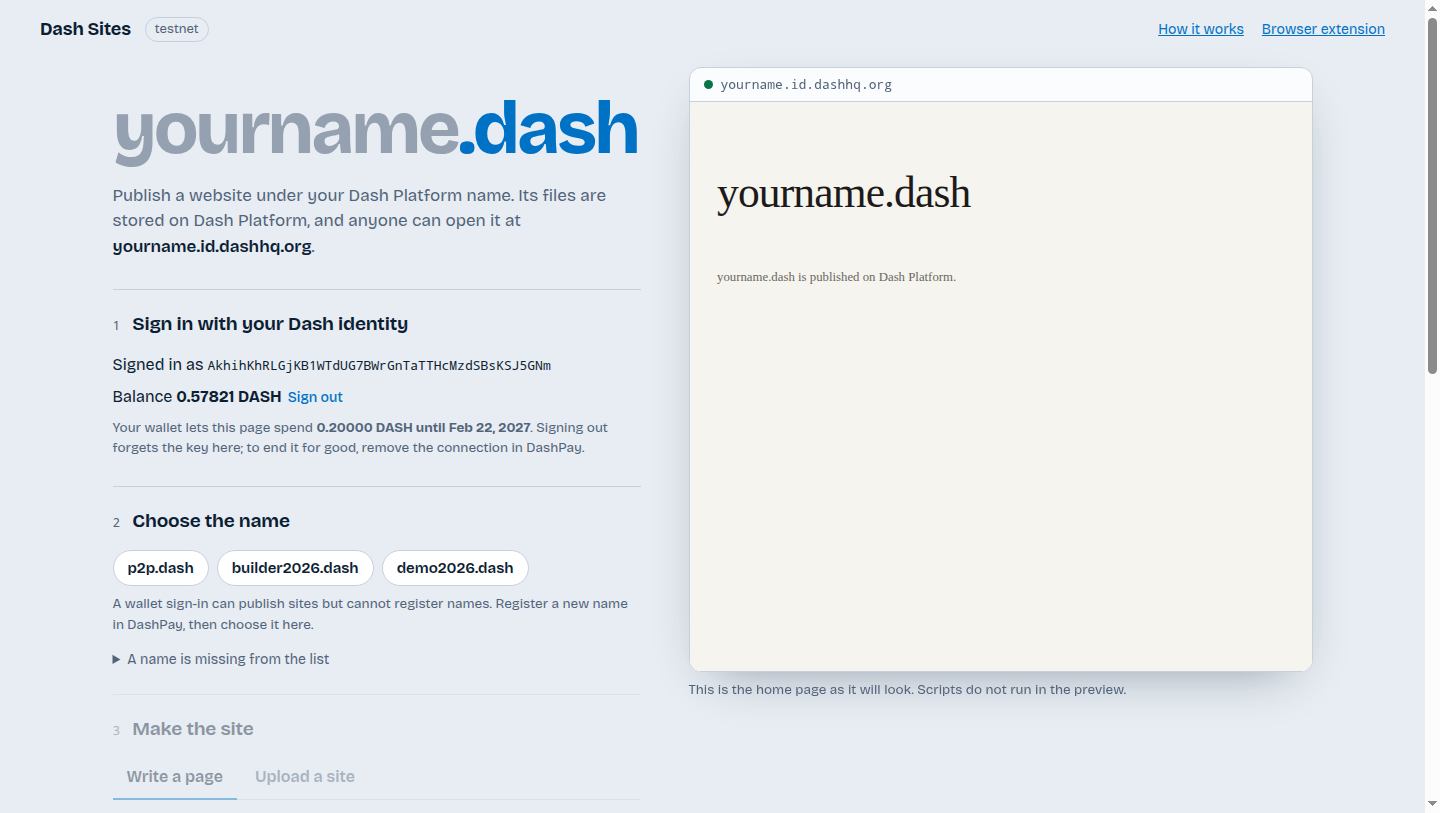 Dash Sites testnet How it works Browser extension
yourname.dash
Publish a website under your Dash Platform name. Its files are
stored on Dash Platform, and anyone can open it at
yourname.id.dashhq.org.
1 Sign in with your Dash identity
Signed in as AkhihKhRLGjKB1WTdUG7BWrGnTaTTHcMzdSBsKSJ5GNm
Balance 0.57821 DASH Sign out
Your wallet lets this page spend 0.20000 DASH until Feb 22, 2027. Signing out
forgets the key here; to end it for good, remove the connection in DashPay.
2 Choose the name
p2p.dash builder2026.dash demo2026.dash
A wallet sign-in can publish sites but cannot register names. Register a new name
in DashPay, then choose it here.
A name is missing from the list
3 Make the site
Write a page Upload a site
yourname.id.dashhq.org
yourname.dash
yourname.dash is published on Dash Platform.
This is the home page as it will look. Scripts do not run in the preview.